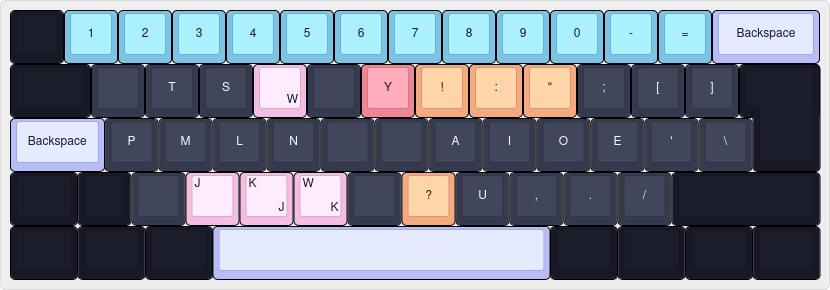 1 2 3 4 5 6 7 8 9 0 - = Backspace
T S W Y ! : " ; [ ]
Backspace P M L N A I O E ' \
J K J W K ? U , . /